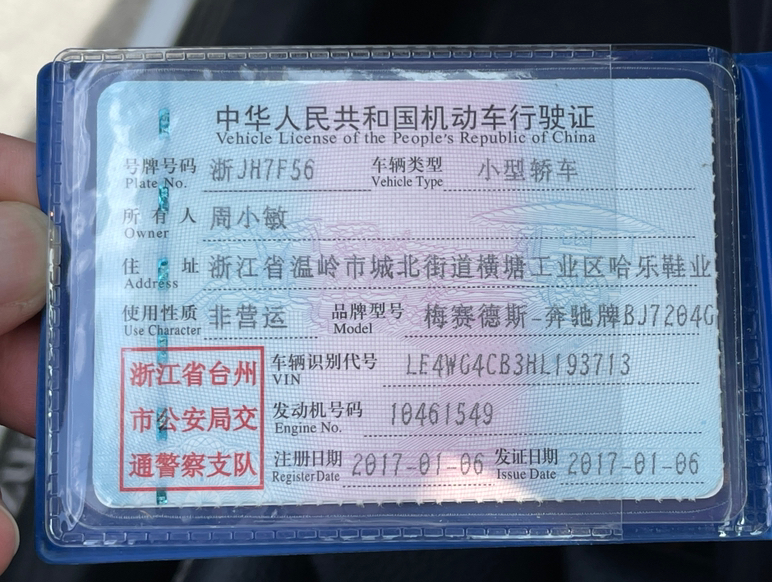 中华人民共和国机动车行驶证
Vehicle License of the People's Republic of China
号牌号码 浙JH7F56 车辆类型 小型轿车
Plate No. Vehicle Type
所有人 周小敏
Owner
住址 浙江省温岭市城北街道横塘工业区哈乐鞋业
Address
使用性质 非营运 品牌型号 梅赛德斯-奔驰牌BJ7204G
Use Character Model
浙江省台州
市公安局交
通警察支队
车辆识别代号 LE4WG4CB3HL193713
VIN
发动机号码 10461549
Engine No.
注册日期 2017-01-06 发证日期 2017-01-06
Register Date Issue Date